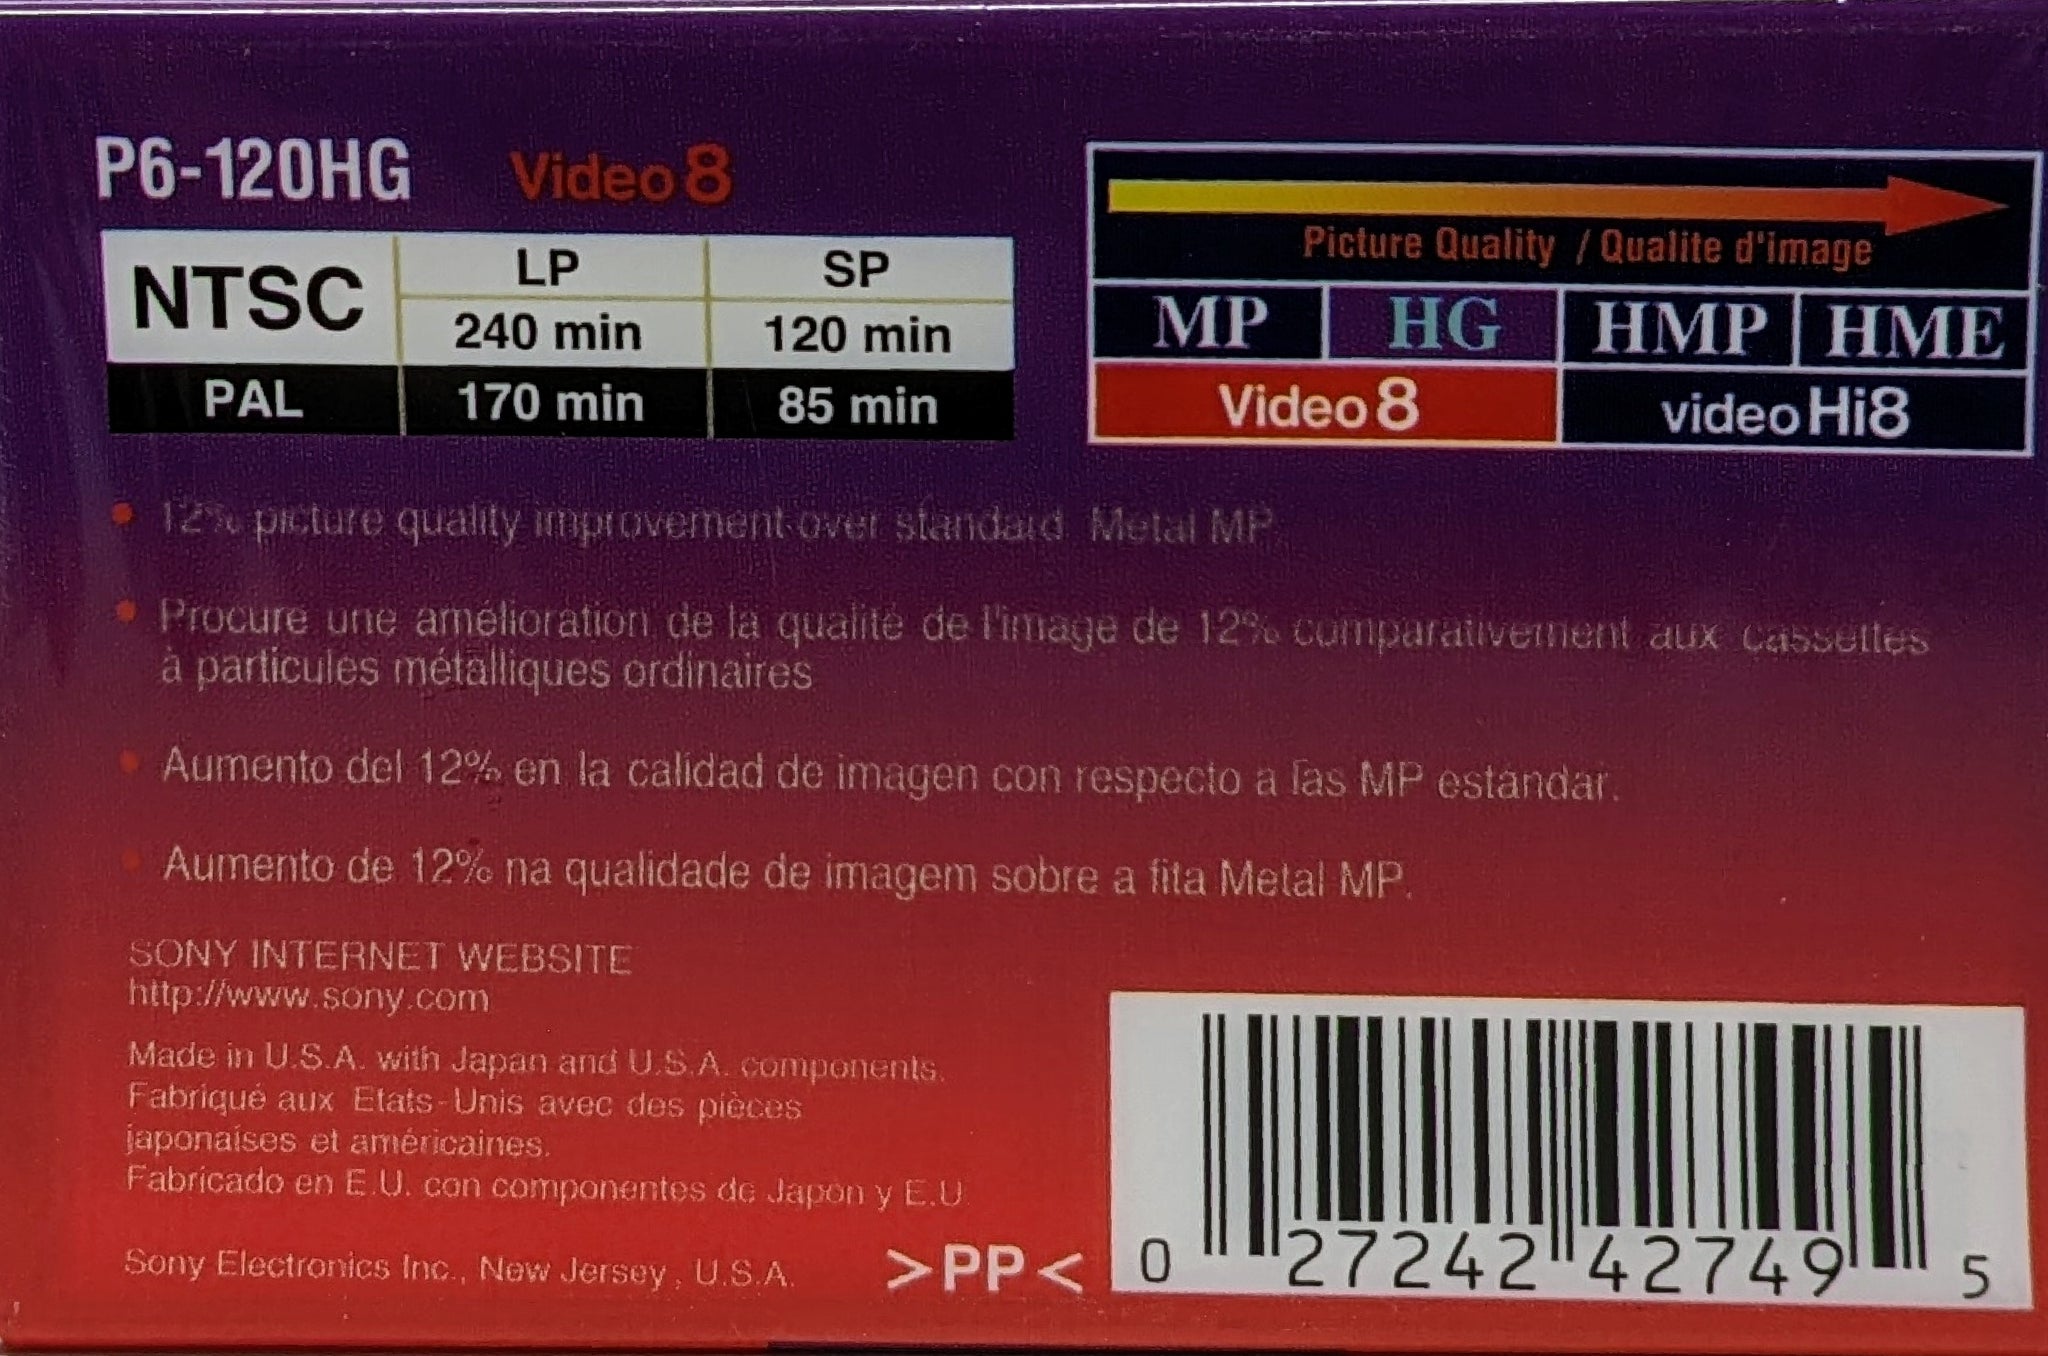 P6-120HG Video8
NTSC LP SP
240 min 120 min
PAL 170 min 85 min
Picture Quality / Qualite d'image
MP HG HMP HME
Video8 video Hi8
• 12% picture quality improvement over standard Metal MP.
• Procure une amélioration de la qualité de l'image de 12% comparativement aux cassettes
à particules métalliques ordinaires
• Aumento del 12% en la calidad de imagen con respecto a las MP estándar.
• Aumento de 12% na qualidade de imagem sobre a fita Metal MP.
SONY INTERNET WEBSITE
http://www.sony.com
Made in U.S.A. with Japan and U.S.A. components.
Fabriqué aux Etats-Unis avec des pièces
japonaises et américaines.
Fabricado en E.U. con componentes de Japón y E.U.
Sony Electronics Inc., New Jersey, U.S.A.
>PP<
0 27242 42749 5